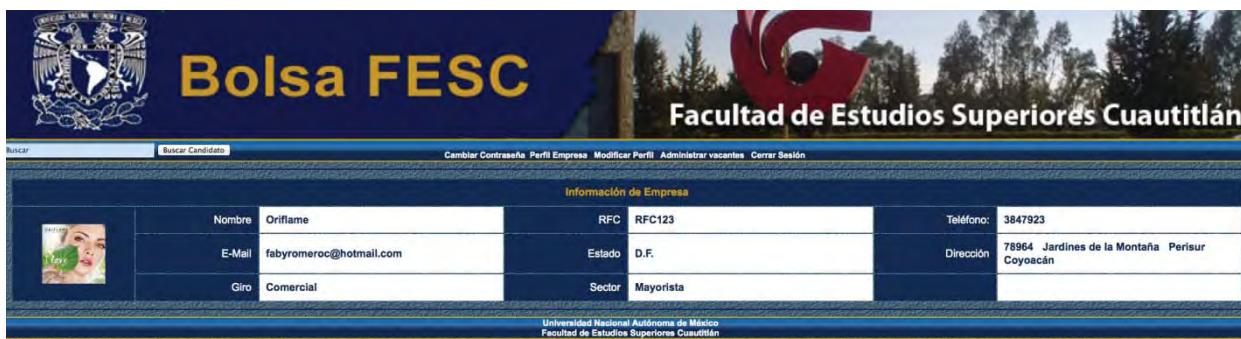 Bolsa FESC
Facultad de Estudios Superiores Cuautitlán
Buscar
Buscar Candidato
Cambiar Contraseña Perfil Empresa Modificar Perfil Administrar vacantes Cerrar Sesión
Información de Empresa
Nombre Oriflame RFC RFC123 Teléfono: 3847923
E-Mail fabyromeroc@hotmail.com Estado D.F. Dirección 78964 Jardines de la Montaña Perisur
Coyoacán
Giro Comercial Sector Mayorista
Universidad Nacional Autónoma de México
Facultad de Estudios Superiores Cuautitlán